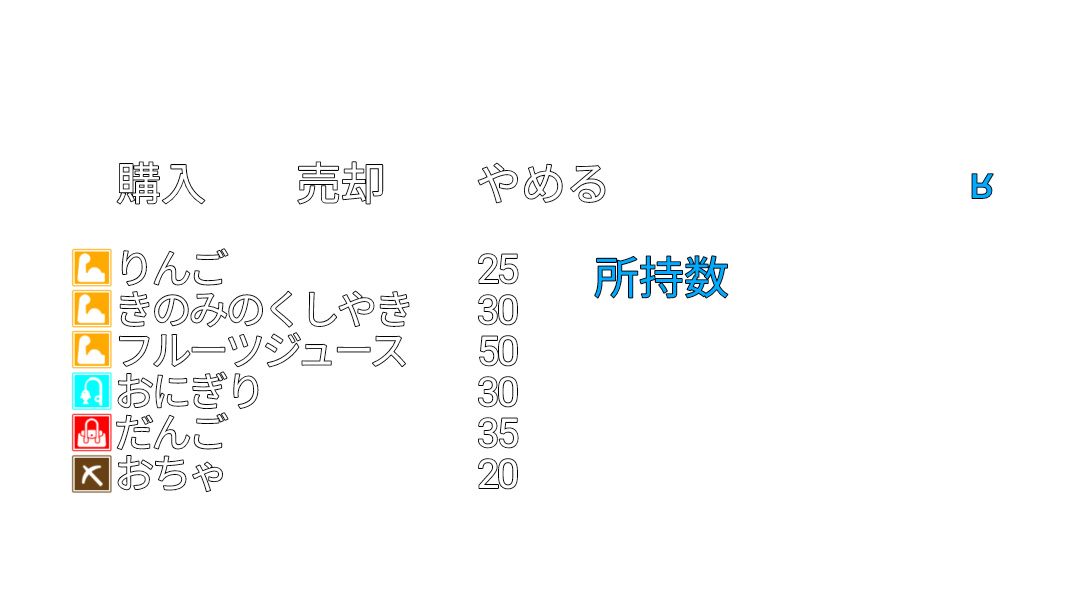 購入 売却 やめる R
りんご 25 所持数
きのみのくしやき 30
フルーツジュース 50
おにぎり 30
だんご 35
おちゃ 20